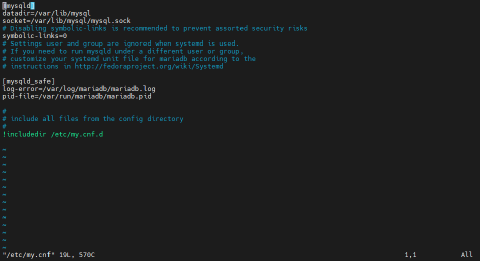 [mysqld]
datadir=/var/lib/mysql
socket=/var/lib/mysql/mysql.sock
# Disabling symbolic-links is recommended to prevent assorted security risks
symbolic-links=0
# Settings user and group are ignored when systemd is used.
# If you need to run mysqld under a different user or group,
# customize your systemd unit file for mariadb according to the
# instructions in http://fedoraproject.org/wiki/Systemd
[mysqld_safe]
log-error=/var/log/mariadb/mariadb.log
pid-file=/var/run/mariadb/mariadb.pid
#
# include all files from the config directory
#
!includedir /etc/my.cnf.d
~
~
~
~
~
~
~
~
~
~
~
~
~
"/etc/my.cnf" 19L, 570C 1,1 All